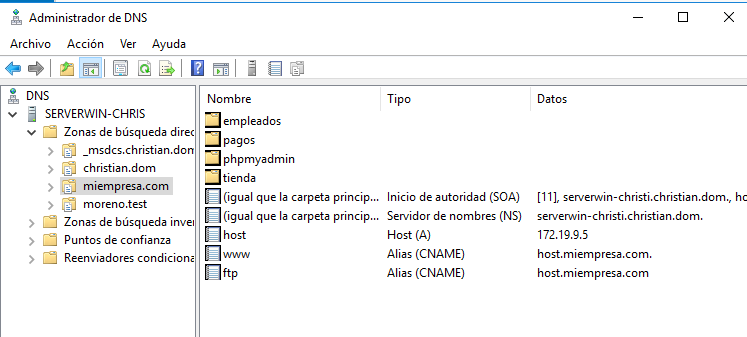 Administrador de DNS
Archivo Acción Ver Ayuda
DNS
SERVERWIN-CHRIS
Zonas de búsqueda direc
_msdcs.christian.dom
christian.dom
miempresa.com
moreno.test
Zonas de búsqueda inver
Puntos de confianza
Reenviadores condiciona
Nombre Tipo Datos
empleados
pagos
phpmyadmin
tienda
(igual que la carpeta princip... Inicio de autoridad (SOA) [11], serverwin-christi.christian.dom., ho
(igual que la carpeta princip... Servidor de nombres (NS) serverwin-christi.christian.dom.
host Host (A) 172.19.9.5
www Alias (CNAME) host.miempresa.com.
ftp Alias (CNAME) host.miempresa.com